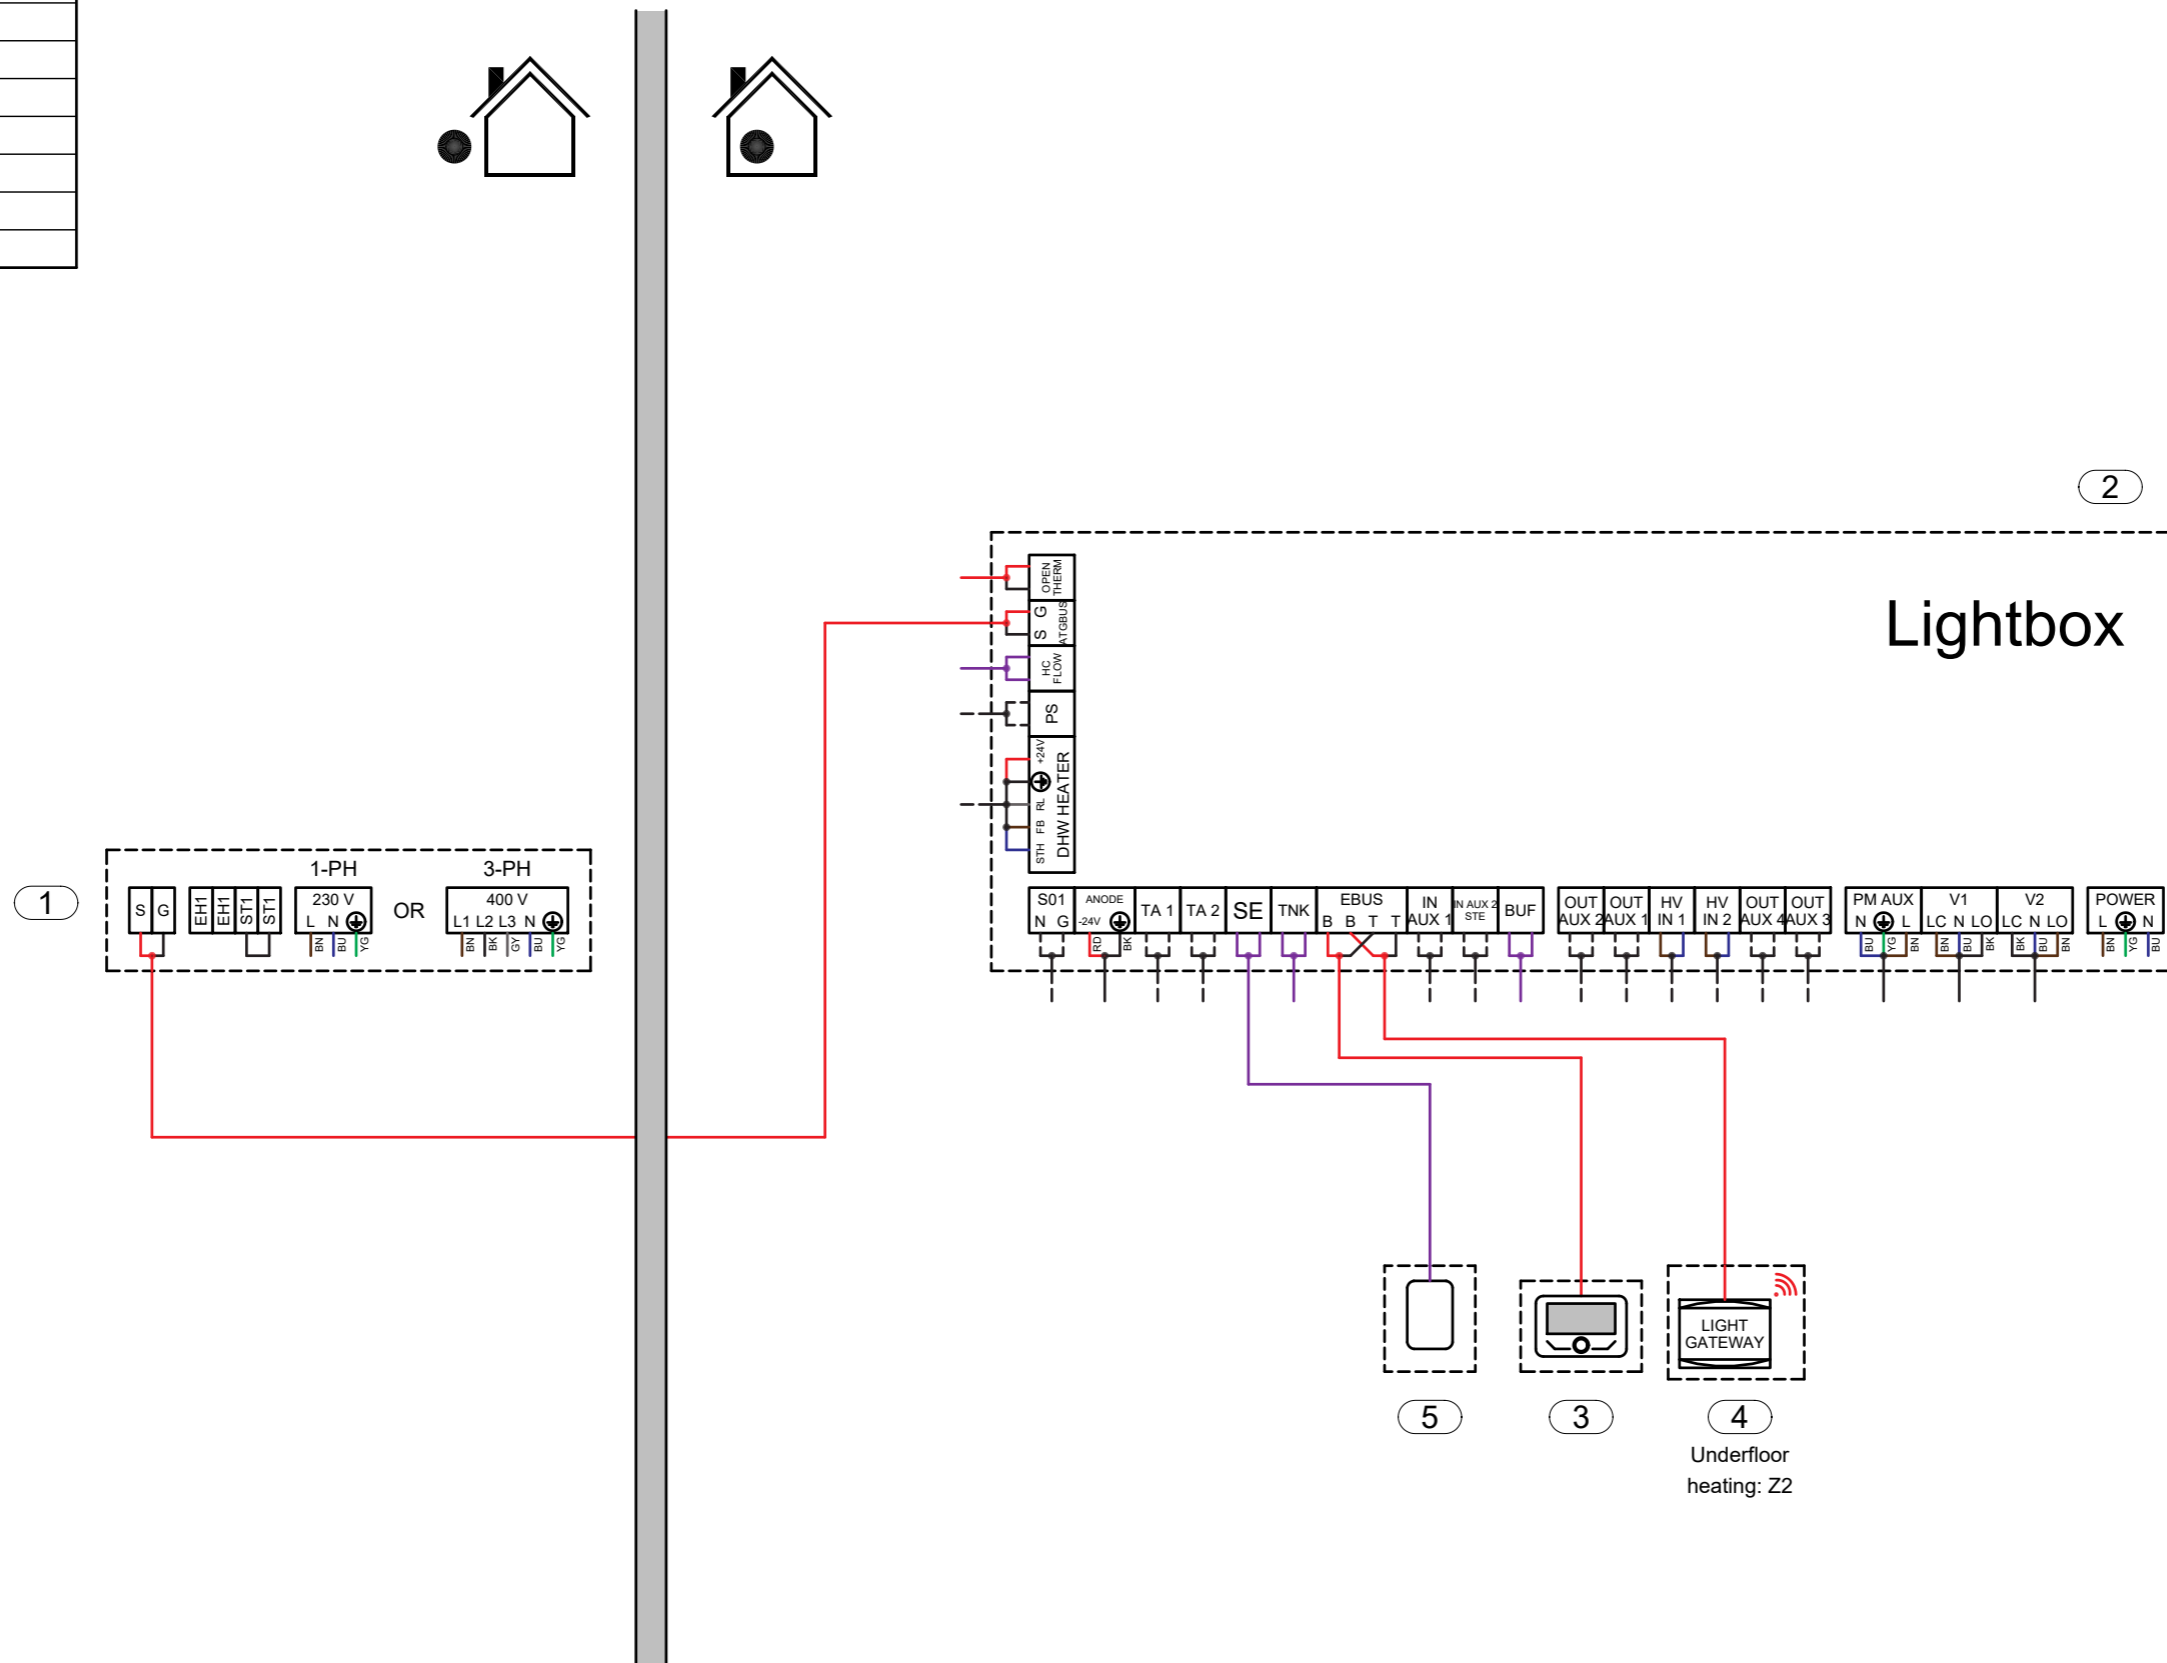 2
Lightbox
OPEN
THERM
S G
ATGBUS
HC
FLOW
PS
STH FB RL +24V
DHW HEATER
1
1-PH
3-PH
S G
EH1
EH1
ST1
ST1
230 V
L N
BN BU YG
OR
400 V
L1 L2 L3 N
BN BK GY BU YG
S01
N G
ANODE
-24V
RD BK
TA 1
TA 2
SE
TNK
EBUS
B B T T
IN
AUX 1
IN AUX 2
STE
BUF
OUT
AUX 2
OUT
AUX 1
HV
IN 1
HV
IN 2
OUT
AUX 4
OUT
AUX 3
PM AUX
N L
BU YG BN
V1
LC N LO
BN BU BK
V2
LC N LO
BK BU BN
POWER
L N
BN YG BU
LIGHT
GATEWAY
5
3
4
Underfloor
heating: Z2